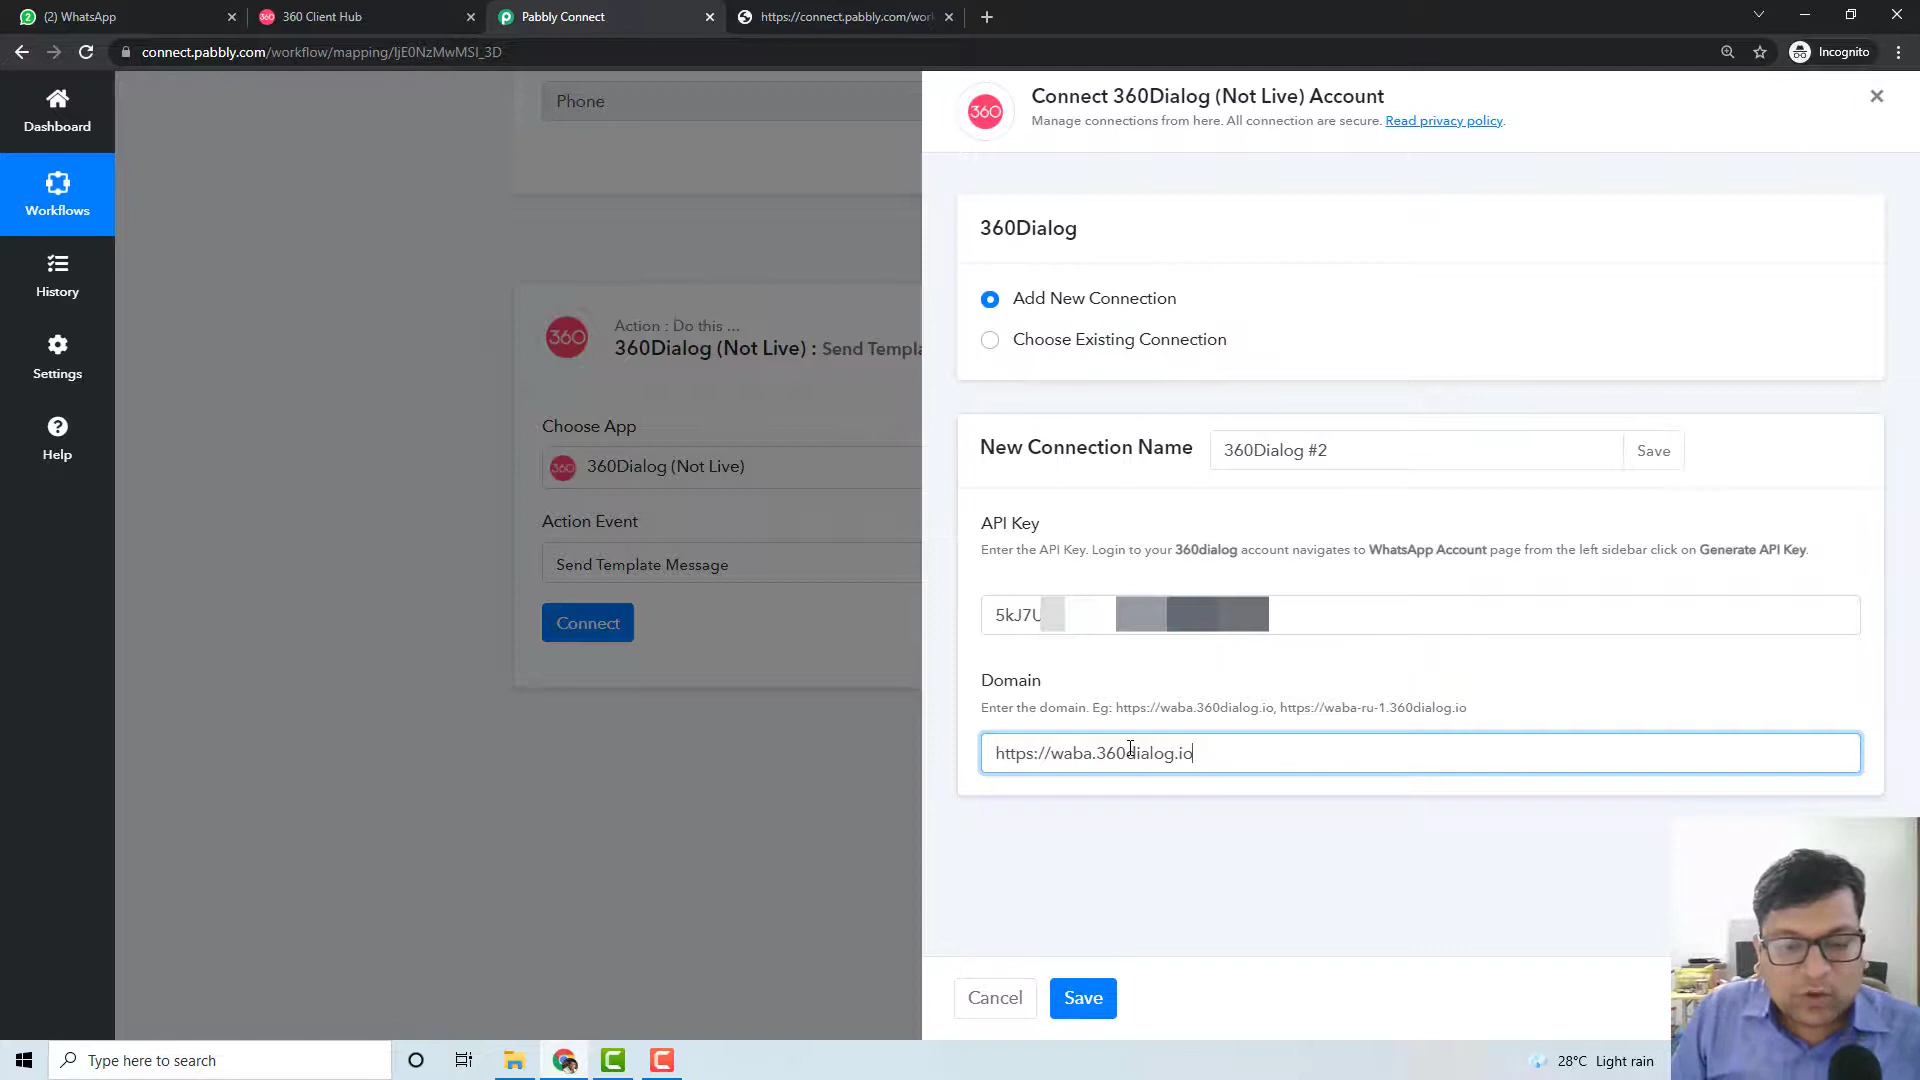 (2) WhatsApp
360 Client Hub
Pabbly Connect
https://connect.pabbly.com/work
connect.pabbly.com/workflow/mapping/IjE0NzMwMSI_3D
Incognito
Dashboard
Workflows
History
Settings
Help
Phone
Action : Do this ...
360Dialog (Not Live) : Send Templa
Choose App
360 360Dialog (Not Live)
Action Event
Send Template Message
Connect
360
360
Connect 360Dialog (Not Live) Account
Manage connections from here. All connection are secure. Read privacy policy.
360Dialog
Add New Connection
Choose Existing Connection
New Connection Name
360Dialog #2
Save
API Key
Enter the API Key. Login to your 360dialog account navigates to WhatsApp Account page from the left sidebar click on Generate API Key.
5kJ7U
Domain
Enter the domain. Eg: https://waba.360dialog.io, https://waba-ru-1.360dialog.io
https://waba.360dialog.io
Cancel
Save
Type here to search
28°C Light rain